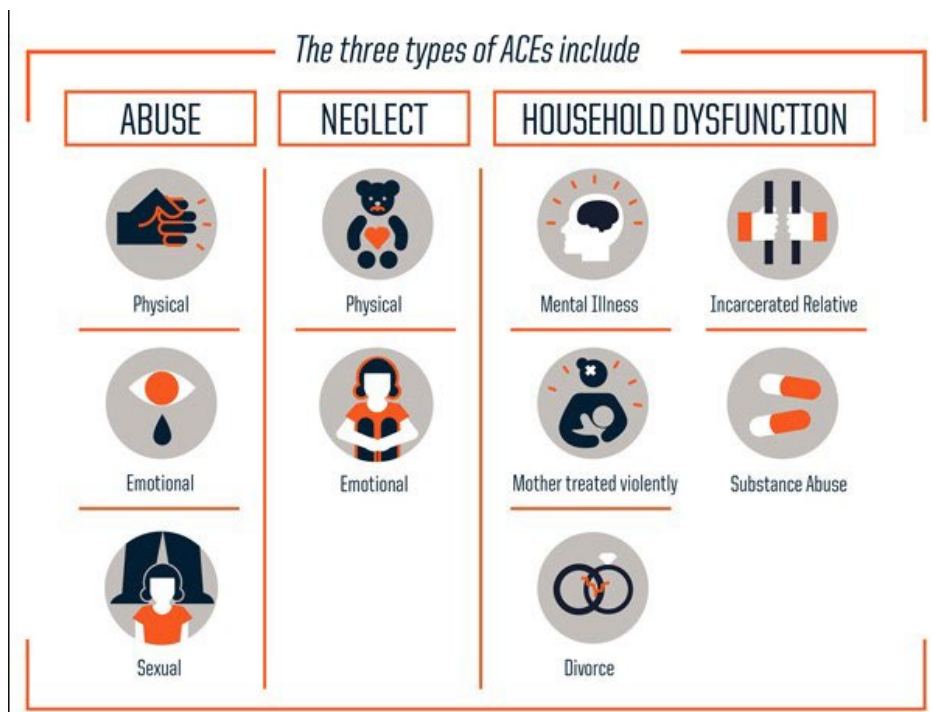 The three types of ACEs include
ABUSE
NEGLECT
HOUSEHOLD DYSFUNCTION
Physical
Physical
Mental Illness
Incarcerated Relative
Emotional
Emotional
Mother treated violently
Substance Abuse
Sexual
Divorce